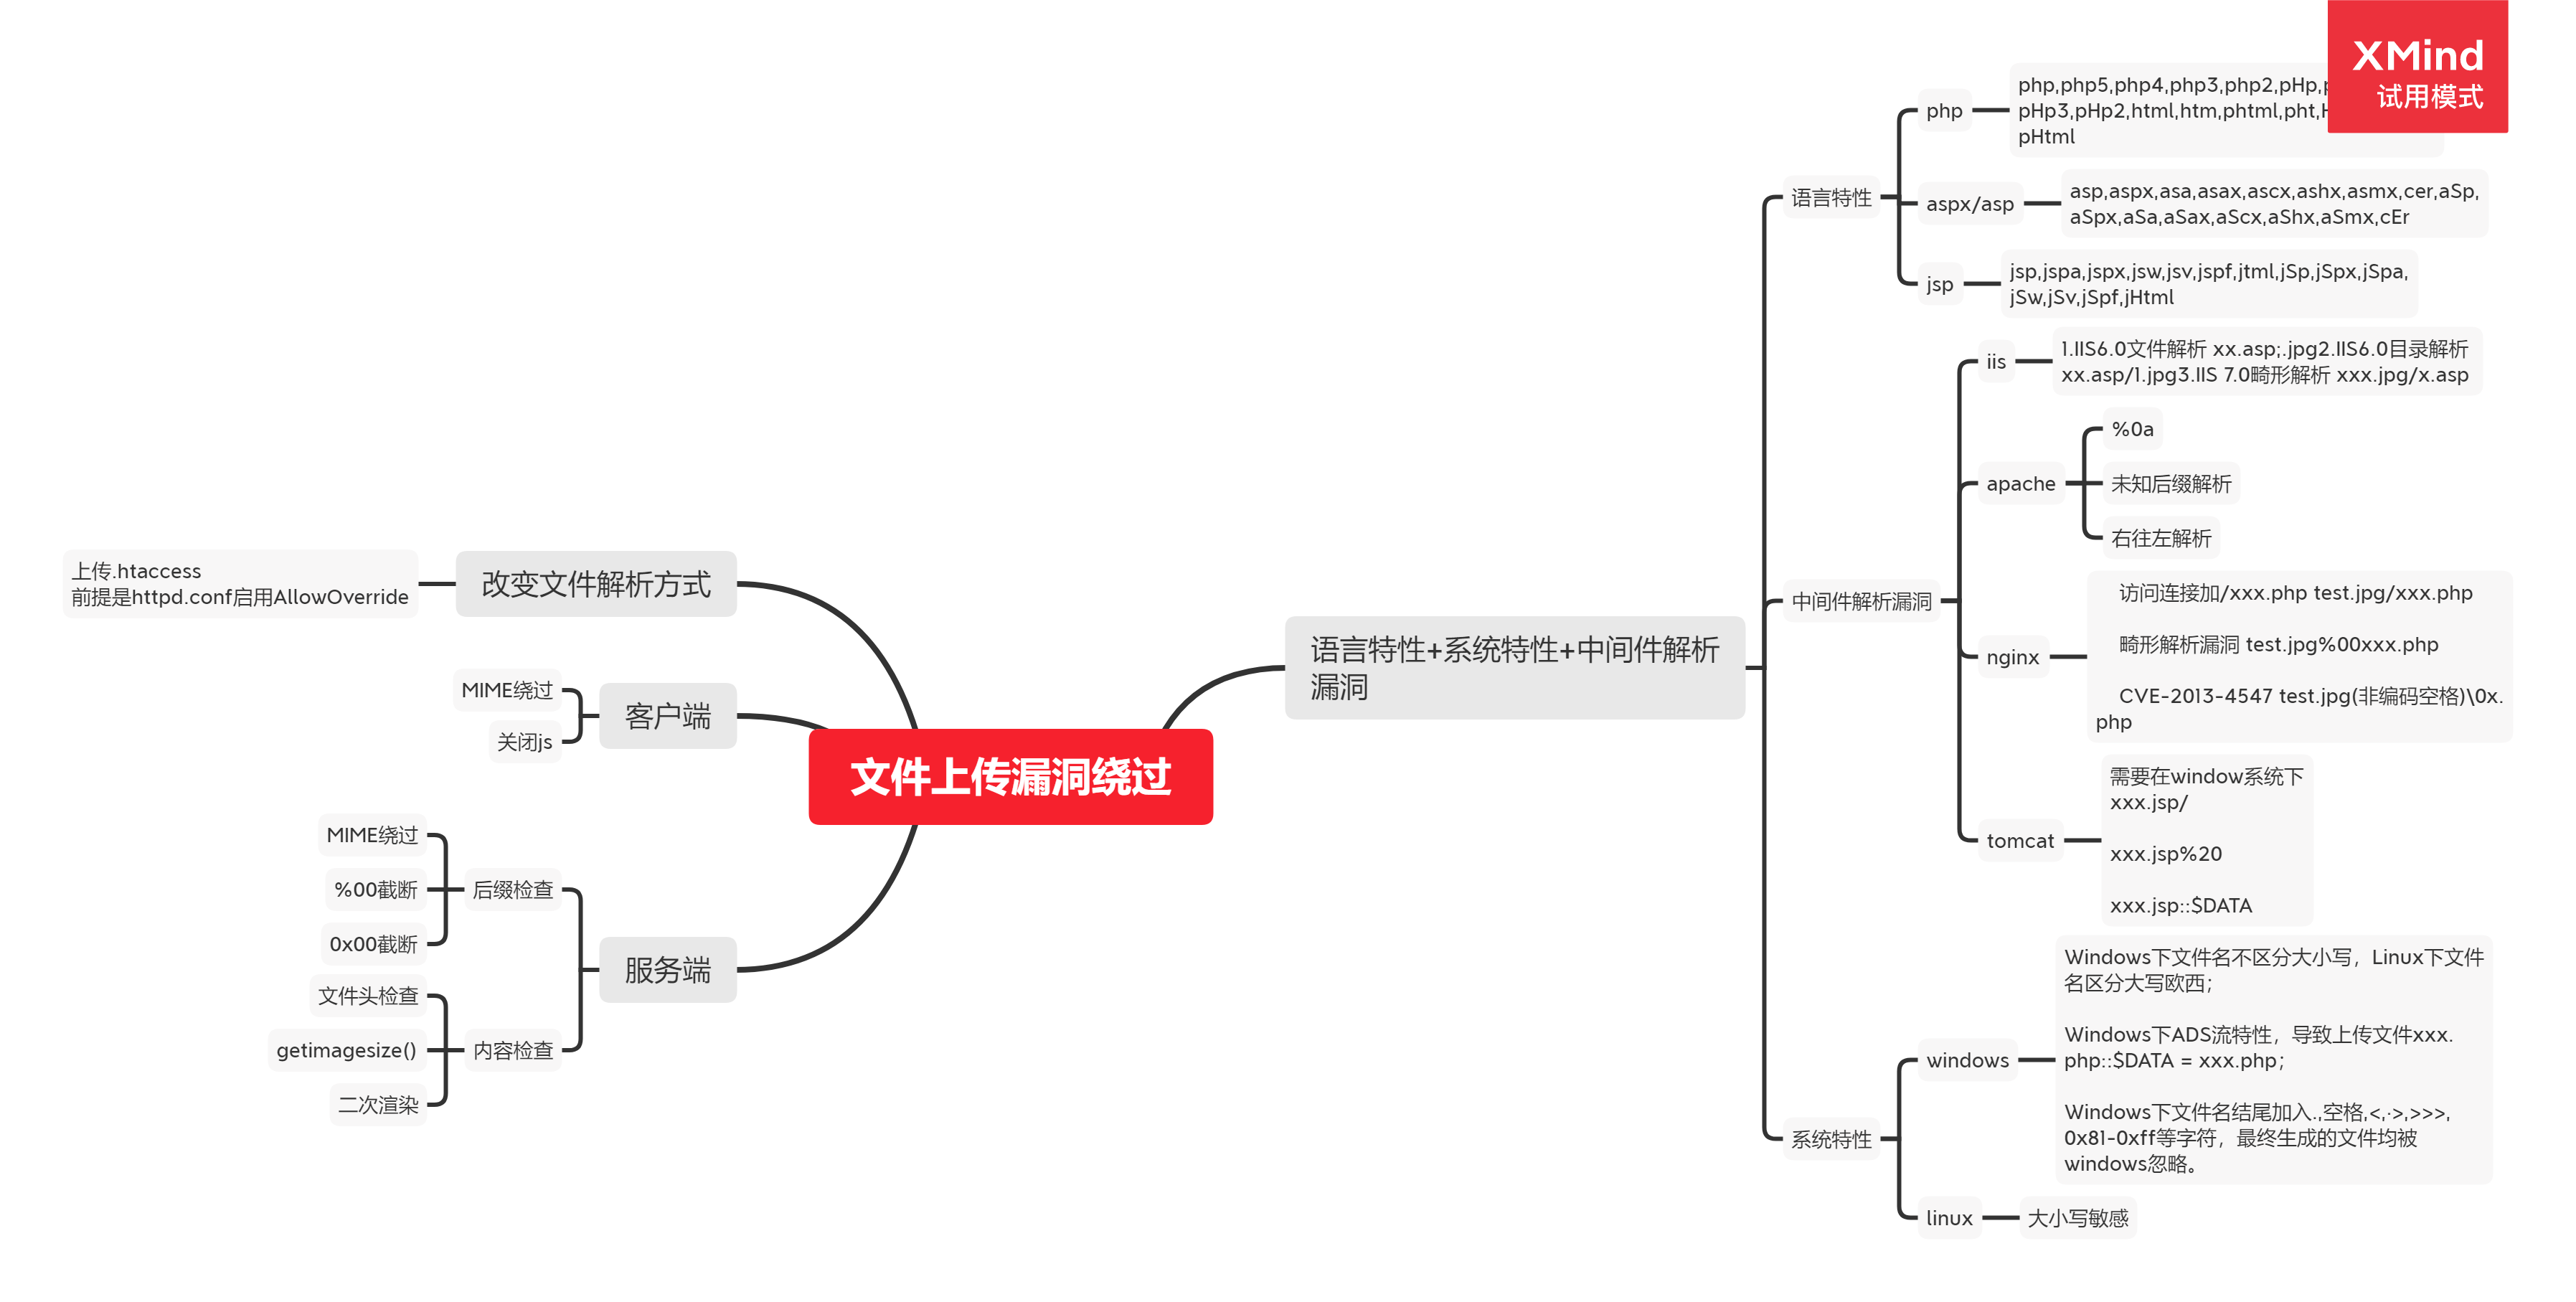 XMind
试用模式
文件上传漏洞绕过
语言特性+系统特性+中间件解析
漏洞
语言特性
php
php,php5,php4,php3,php2,pHp,
pHp3,pHp2,html,htm,phtml,pht,
pHtml
aspx/asp
asp,aspx,asa,asax,ascx,ashx,asmx,cer,aSp,
aSpx,aSa,aSax,aScx,aShx,aSmx,cEr
jsp
jsp,jspa,jspx,jsw,jsv,jspf,jtml,jSp,jSpx,jSpa,
jSw,jSv,jSpf,jHtml
中间件解析漏洞
iis
1.IIS6.0文件解析 xx.asp;.jpg2.IIS6.0目录解析
xx.asp/1.jpg3.IIS 7.0畸形解析 xxx.jpg/x.asp
apache
%0a
未知后缀解析
右往左解析
nginx
访问连接加/xxx.php test.jpg/xxx.php
畸形解析漏洞 test.jpg%00xxx.php
CVE-2013-4547 test.jpg(非编码空格)\0x.
php
tomcat
需要在window系统下
xxx.jsp/
xxx.jsp%20
xxx.jsp::$DATA
系统特性
windows
Windows下文件名不区分大小写，Linux下文件
名区分大写欧西；
Windows下ADS流特性，导致上传文件xxx.
php::$DATA = xxx.php；
Windows下文件名结尾加入.,空格,<,·>,>>>,
0x81-0xff等字符，最终生成的文件均被
windows忽略。
linux
大小写敏感
改变文件解析方式
上传.htaccess
前提是httpd.conf启用AllowOverride
客户端
MIME绕过
关闭js
服务端
后缀检查
MIME绕过
%00截断
0x00截断
内容检查
文件头检查
getimagesize()
二次渲染